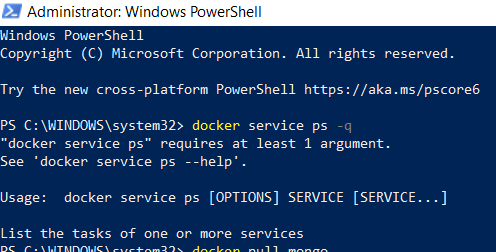 Administrator: Windows PowerShell
Windows PowerShell
Copyright (C) Microsoft Corporation. All rights reserved.
Try the new cross-platform PowerShell https://aka.ms/pscore6
PS C:\WINDOWS\system32> docker service ps -q
"docker service ps" requires at least 1 argument.
See 'docker service ps --help'.
Usage:  docker service ps [OPTIONS] SERVICE [SERVICE...]
List the tasks of one or more services
PS C:\WINDOWS\system32> docker pull mongo